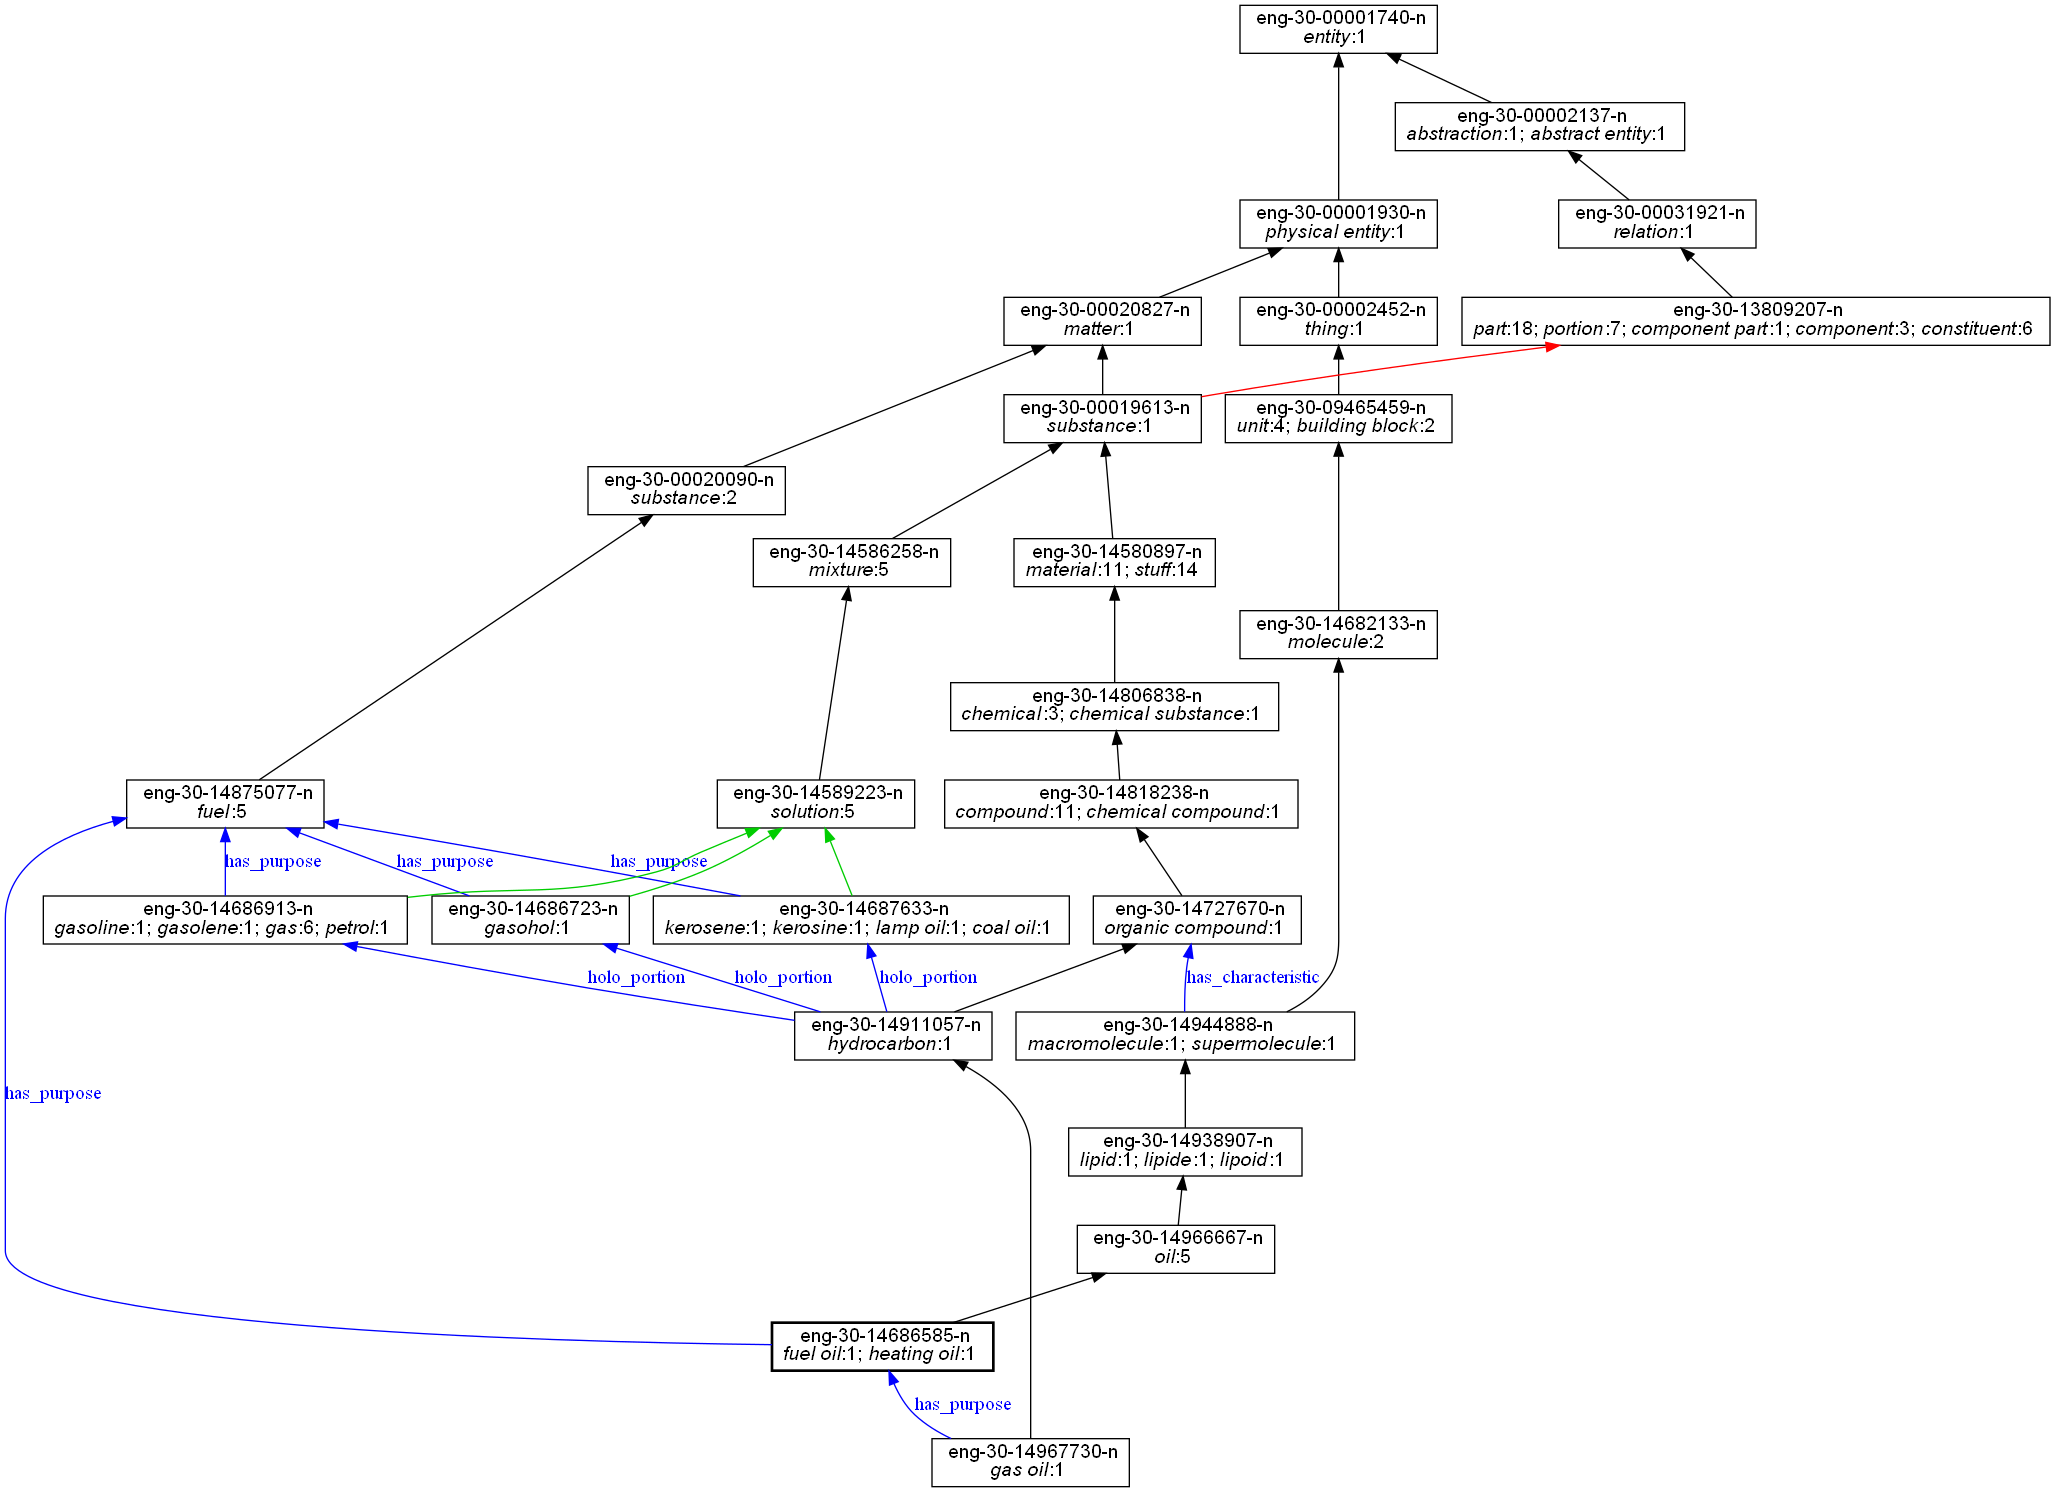 eng-30-00001740-n
entity:1
eng-30-00002137-n
abstraction:1; abstract entity:1
eng-30-00001930-n
physical entity:1
eng-30-00031921-n
relation:1
eng-30-00020827-n
matter:1
eng-30-00002452-n
thing:1
eng-30-13809207-n
part:18; portion:7; component part:1; component:3; constituent:6
eng-30-00019613-n
substance:1
eng-30-09465459-n
unit:4; building block:2
eng-30-00020090-n
substance:2
eng-30-14586258-n
mixture:5
eng-30-14580897-n
material:11; stuff:14
eng-30-14682133-n
molecule:2
eng-30-14806838-n
chemical:3; chemical substance:1
eng-30-14875077-n
fuel:5
eng-30-14589223-n
solution:5
eng-30-14818238-n
compound:11; chemical compound:1
has_purpose
has_purpose
has_purpose
eng-30-14686913-n
gasoline:1; gasolene:1; gas:6; petrol:1
eng-30-14686723-n
gasohol:1
eng-30-14687633-n
kerosene:1; kerosine:1; lamp oil:1; coal oil:1
eng-30-14727670-n
organic compound:1
holo_portion
holo_portion
holo_portion
has_characteristic
eng-30-14911057-n
hydrocarbon:1
eng-30-14944888-n
macromolecule:1; supermolecule:1
has_purpose
eng-30-14938907-n
lipid:1; lipide:1; lipoid:1
eng-30-14966667-n
oil:5
eng-30-14686585-n
fuel oil:1; heating oil:1
has_purpose
eng-30-14967730-n
gas oil:1